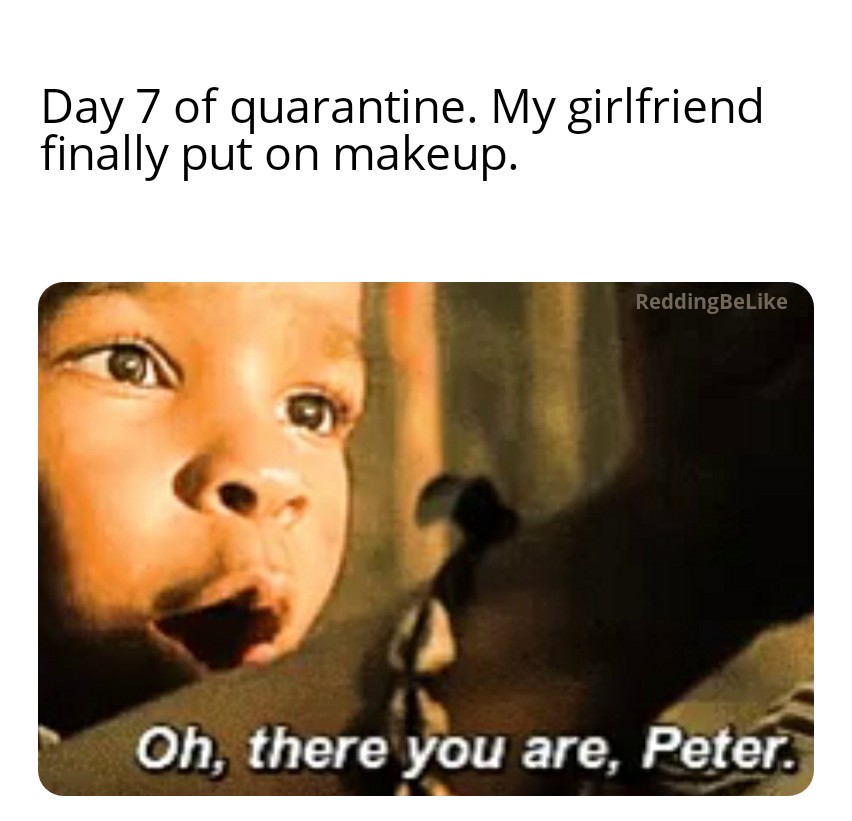 Day 7 of quarantine. My girlfriend
finally put on makeup.
ReddingBeLike
Oh, there you are, Peter.